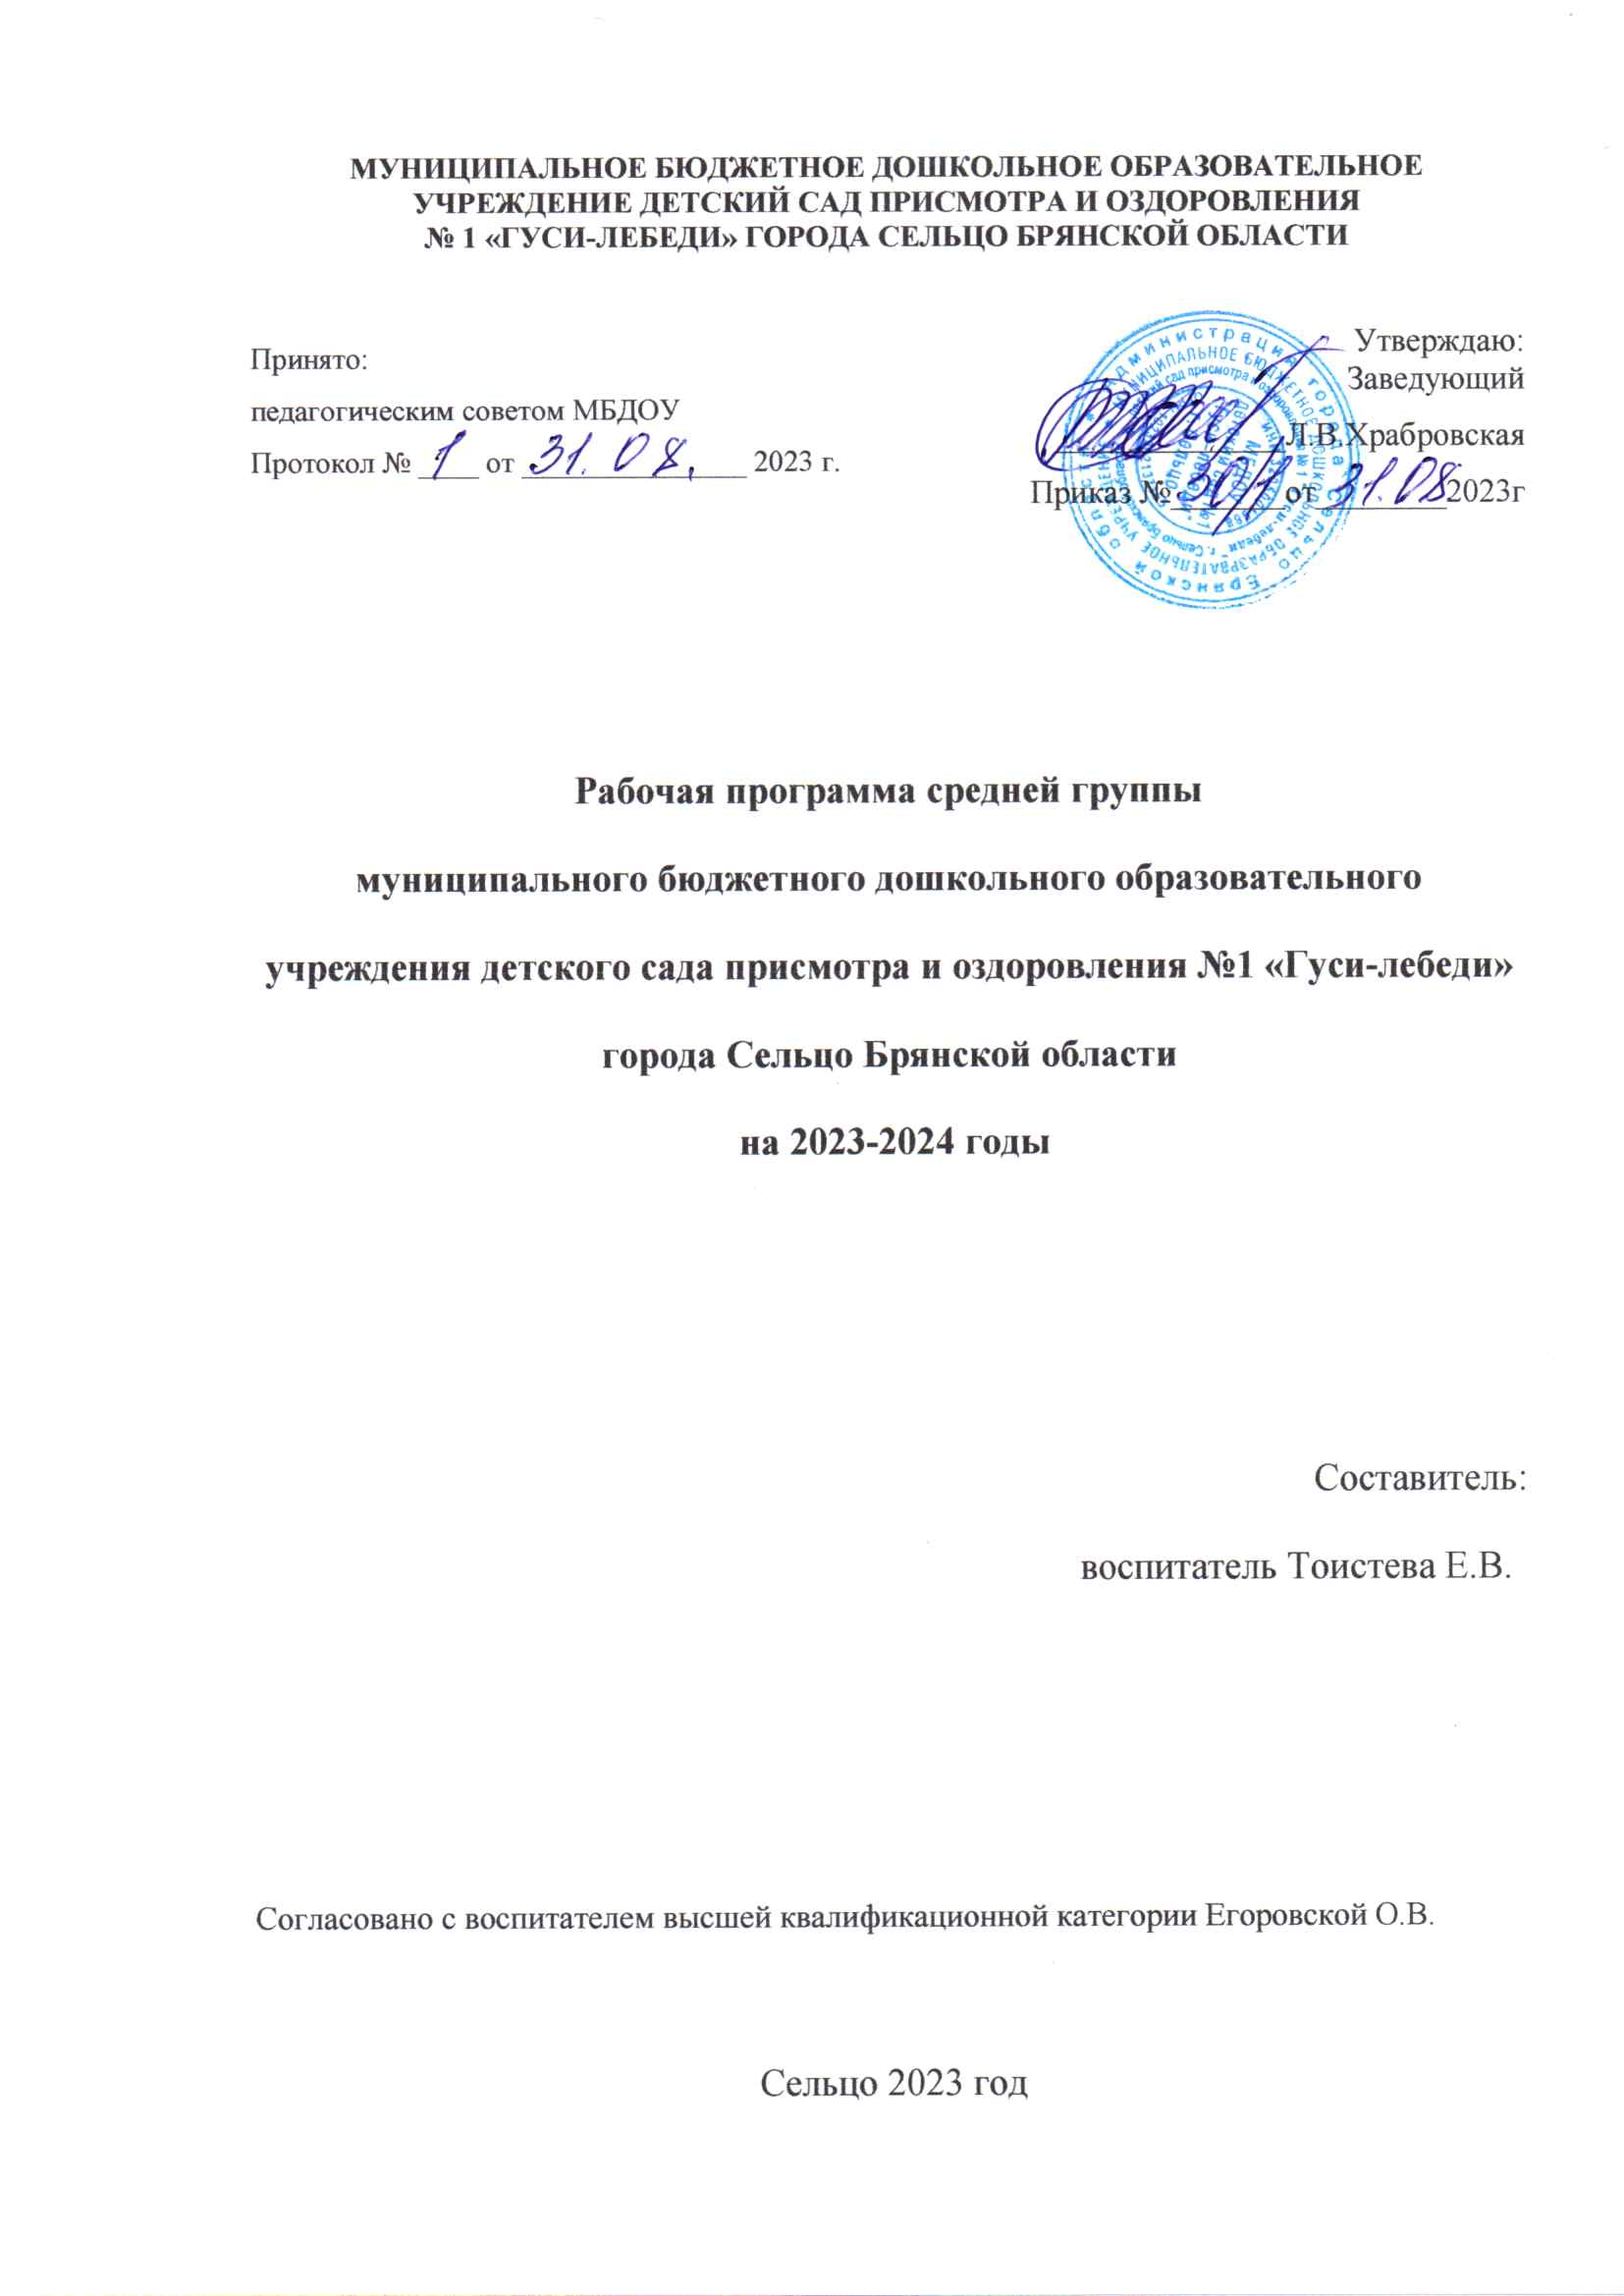 МУНИЦИПАЛЬНОЕ БЮДЖЕТНОЕ ДОШКОЛЬНОЕ ОБРАЗОВАТЕЛЬНОЕ
УЧРЕЖДЕНИЕ ДЕТСКИЙ САД ПРИСМОТРА И ОЗДОРОВЛЕНИЯ
№ 1 «ГУСИ-ЛЕБЕДИ» ГОРОДА СЕЛЬЦО БРЯНСКОЙ ОБЛАСТИ
Принято:
педагогическим советом МБДОУ
Протокол № 1 от 31.08. 2023 г.
Утверждаю:
Заведующий
Л.В.Храбровская
Приказ № 30/1 от 31.08 2023г
Рабочая программа средней группы
муниципального бюджетного дошкольного образовательного
учреждения детского сада присмотра и оздоровления №1 «Гуси-лебеди»
города Сельцо Брянской области
на 2023-2024 годы
Составитель:
воспитатель Тоистева Е.В.
Согласовано с воспитателем высшей квалификационной категории Егоровской О.В.
Сельцо 2023 год